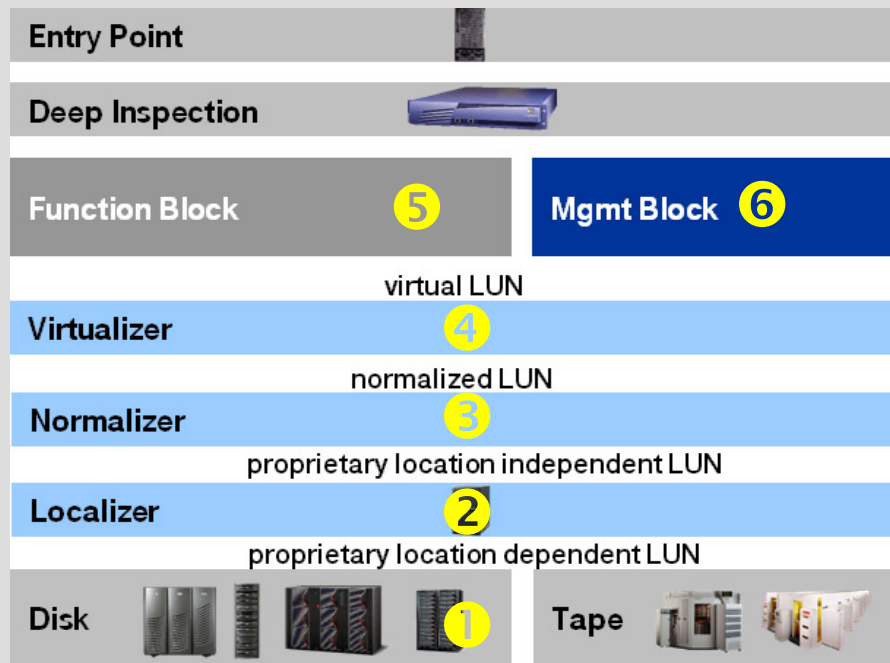 Entry Point
Deep Inspection
Function Block 5
Mgmt Block 6
virtual LUN
Virtualizer 4
normalized LUN
Normalizer 3
proprietary location independent LUN
Localizer 2
proprietary location dependent LUN
Disk 1
Tape